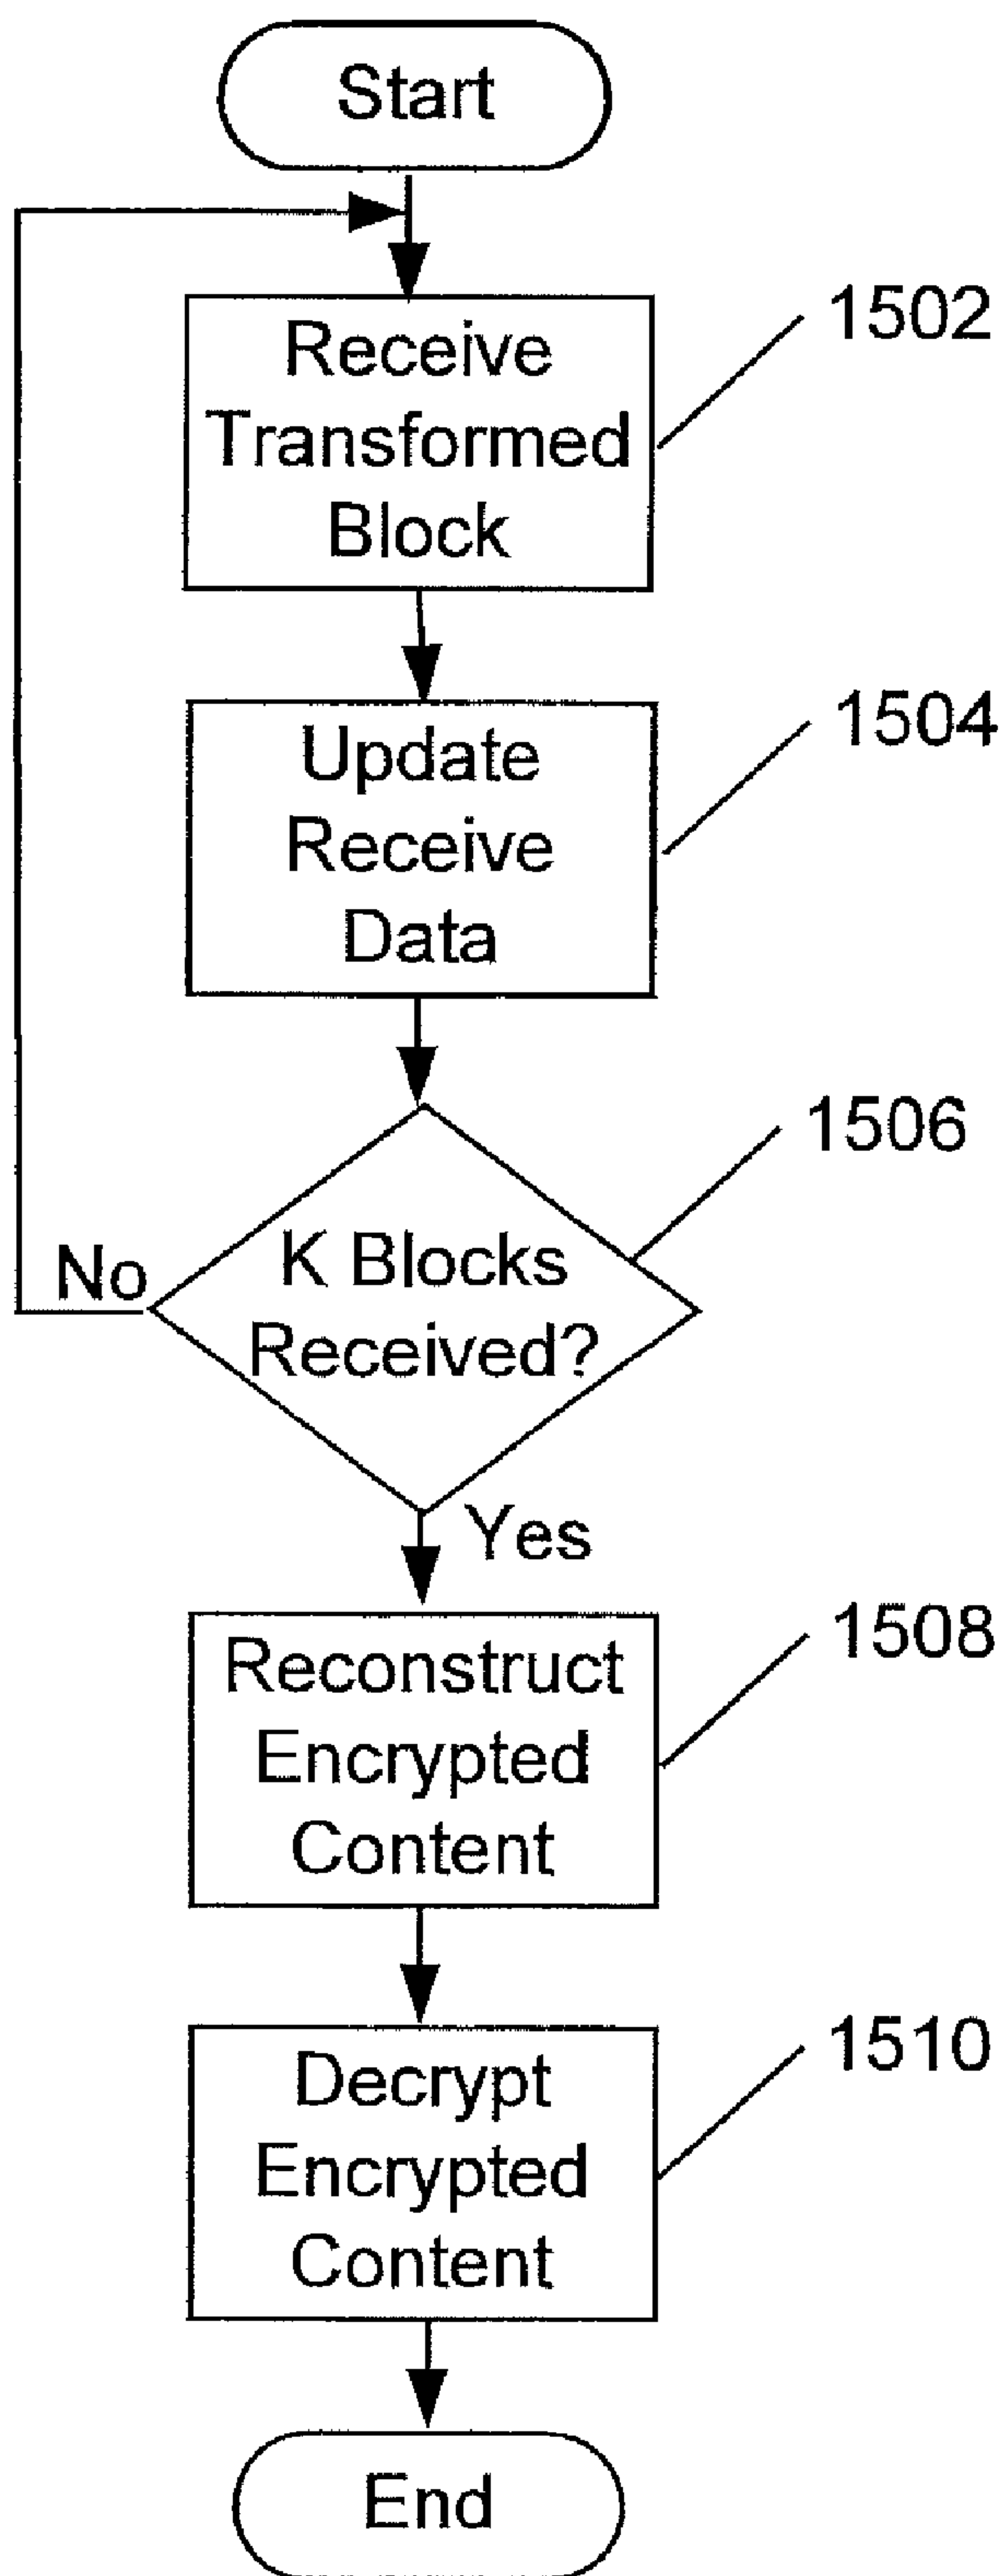 Start
1502
Receive
Transformed
Block
1504
Update
Receive
Data
1506
K Blocks
Received?
No
Yes
1508
Reconstruct
Encrypted
Content
1510
Decrypt
Encrypted
Content
End